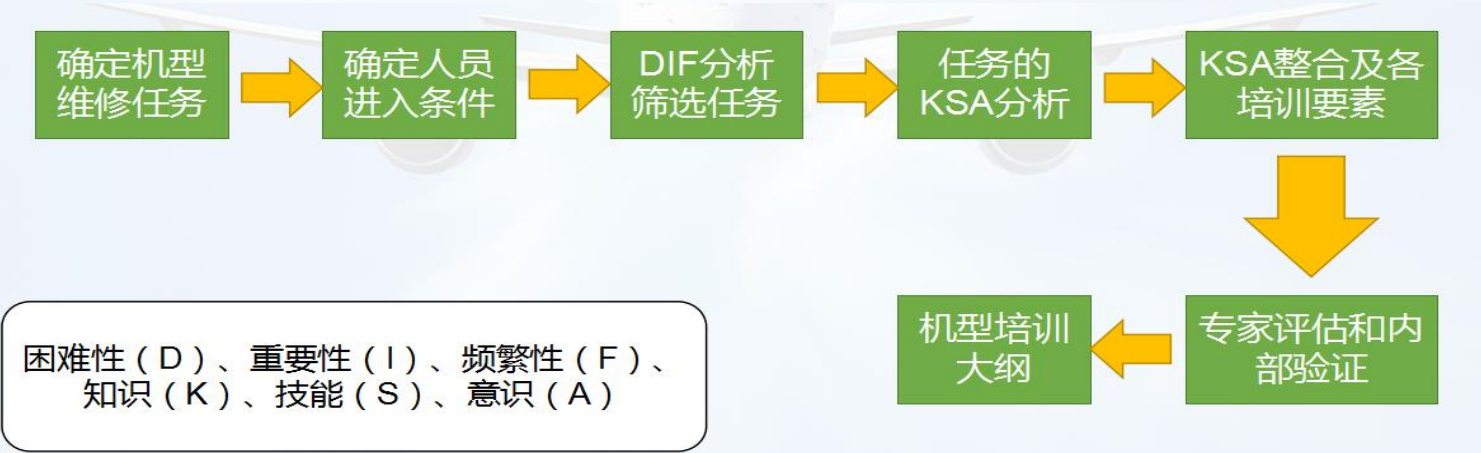 确定机型
维修任务
确定人员
进入条件
DIF分析
筛选任务
任务的
KSA分析
KSA整合及各
培训要素
专家评估和内
部验证
机型培训
大纲
困难性（D）、重要性（I）、频繁性（F）、
知识（K）、技能（S）、意识（A）